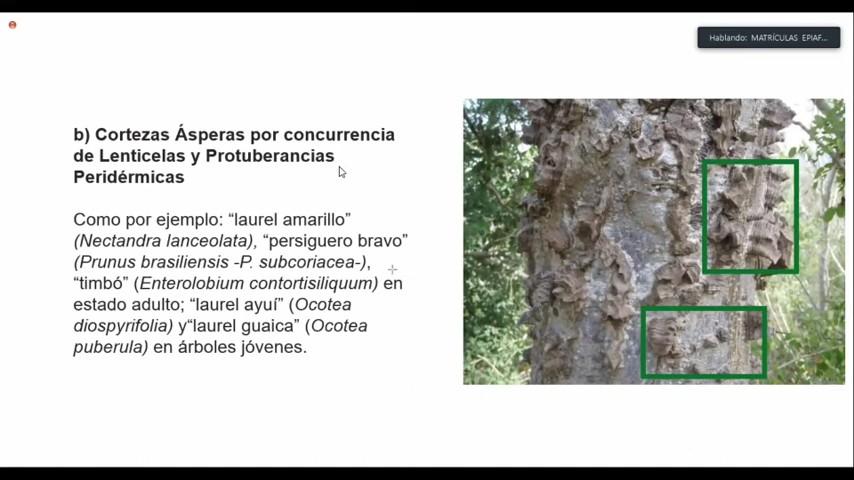 Hablando: MATRÍCULAS EPIAF...
b) Cortezas Ásperas por concurrencia
de Lenticelas y Protuberancias
Peridérmicas
Como por ejemplo: “laurel amarillo”
(Nectandra lanceolata), “persiguero bravo”
(Prunus brasiliensis -P. subcoriacea-),
“timbó” (Enterolobium contortisiliquum) en
estado adulto; “laurel ayuí” (Ocotea
diospyrifolia) y“laurel guaica” (Ocotea
puberula) en árboles jóvenes.